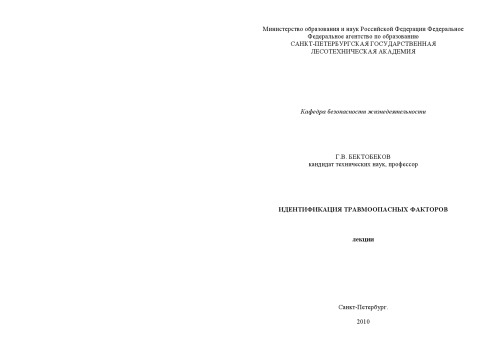 Министерство образования и наук Российской Федерации Федеральное
Федеральное агентство по образованию
САНКТ-ПЕТЕРБУРГСКАЯ ГОСУДАРСТВЕННАЯ
ЛЕСОТЕХНИЧЕСКАЯ АКАДЕМИЯ
Кафедра безопасности жизнедеятельности
Г.В. БЕКТОБЕКОВ
кандидат технических наук, профессор
ИДЕНТИФИКАЦИЯ ТРАВМООПАСНЫХ ФАКТОРОВ
лекции
Санкт-Петербург
2010